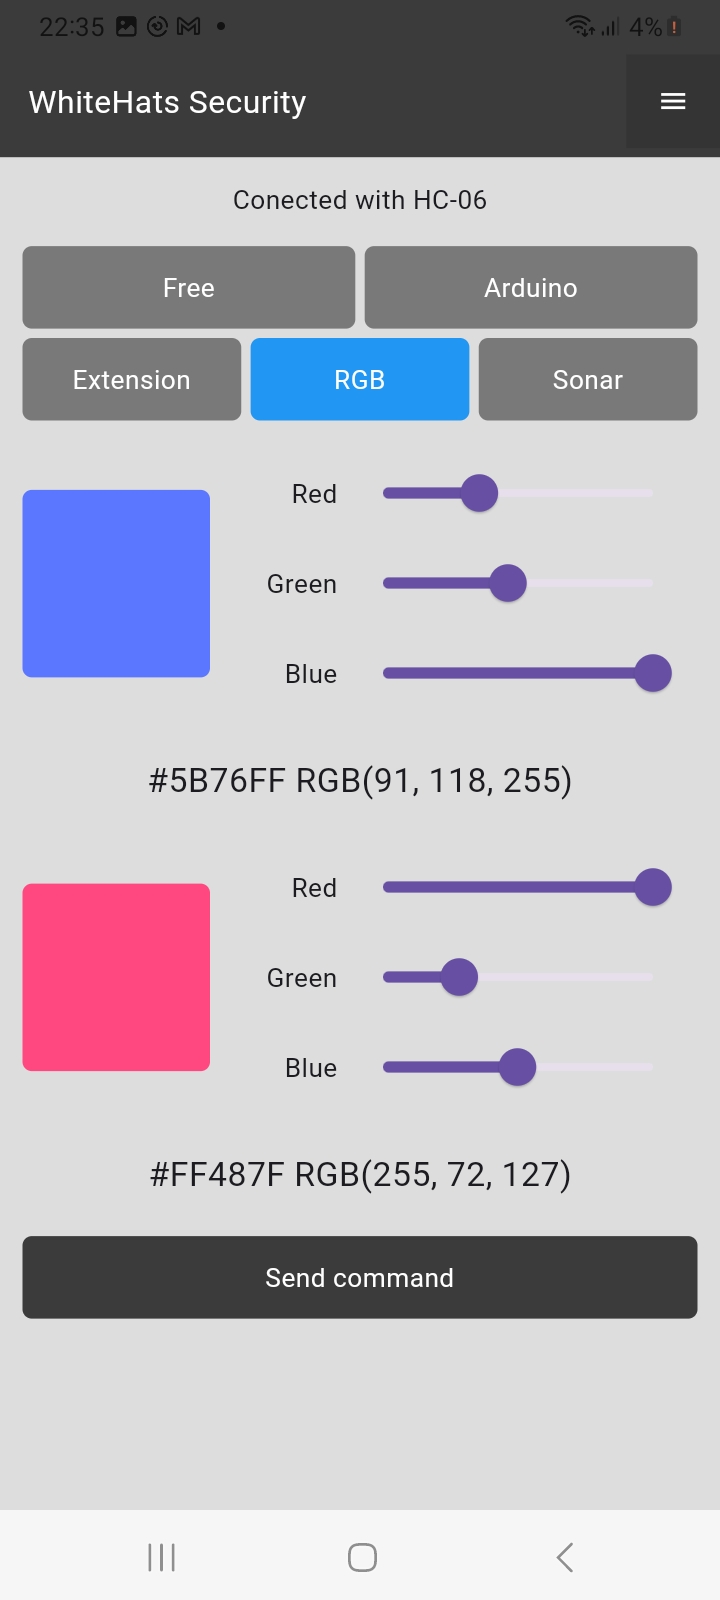 22:35 4%
WhiteHats Security
Conected with HC-06
Free Arduino
Extension RGB Sonar
Red
Green
Blue
#5B76FF RGB(91, 118, 255)
Red
Green
Blue
#FF487F RGB(255, 72, 127)
Send command